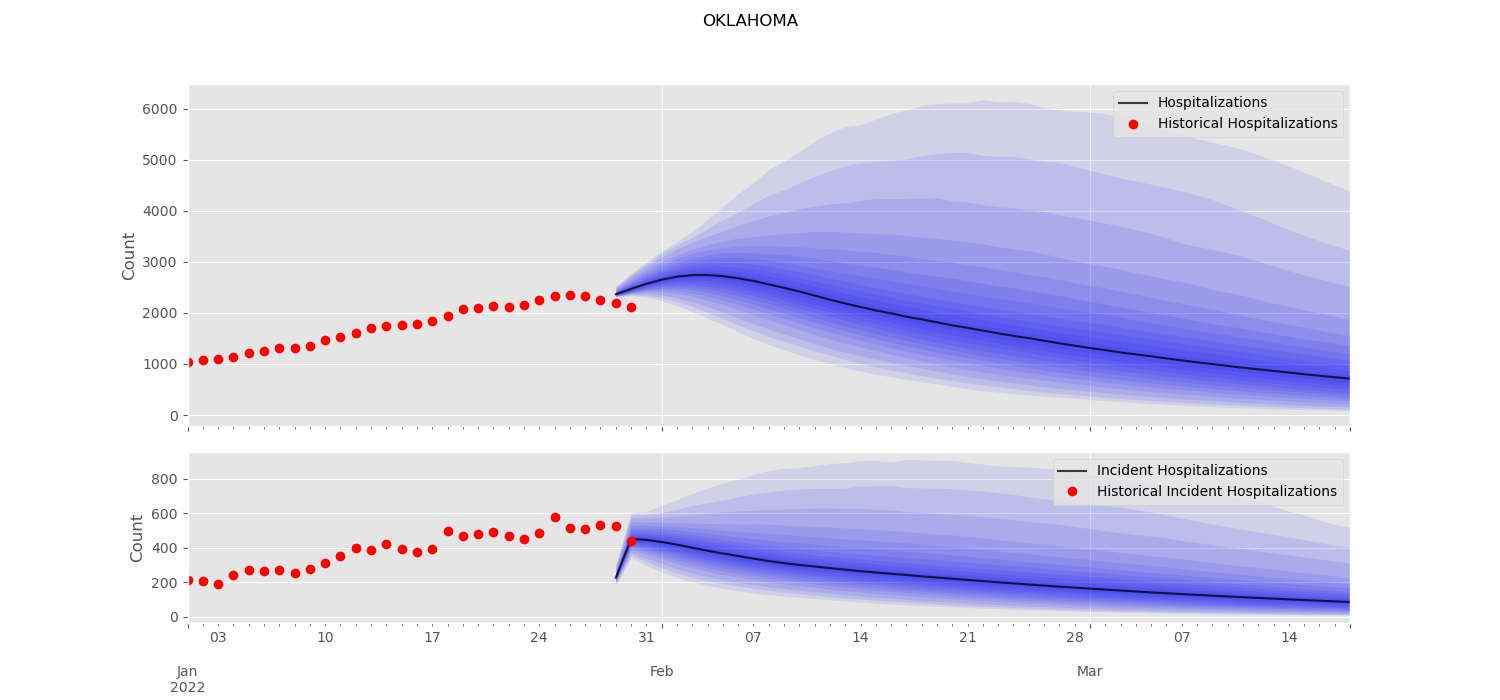 OKLAHOMA
Count
6000
5000
4000
3000
2000
1000
0
Hospitalizations
Historical Hospitalizations
Count
800
600
400
200
0
Incident Hospitalizations
Historical Incident Hospitalizations
03 10 17 24 31 07 14 21 28 07 14
Jan Feb Mar
2022